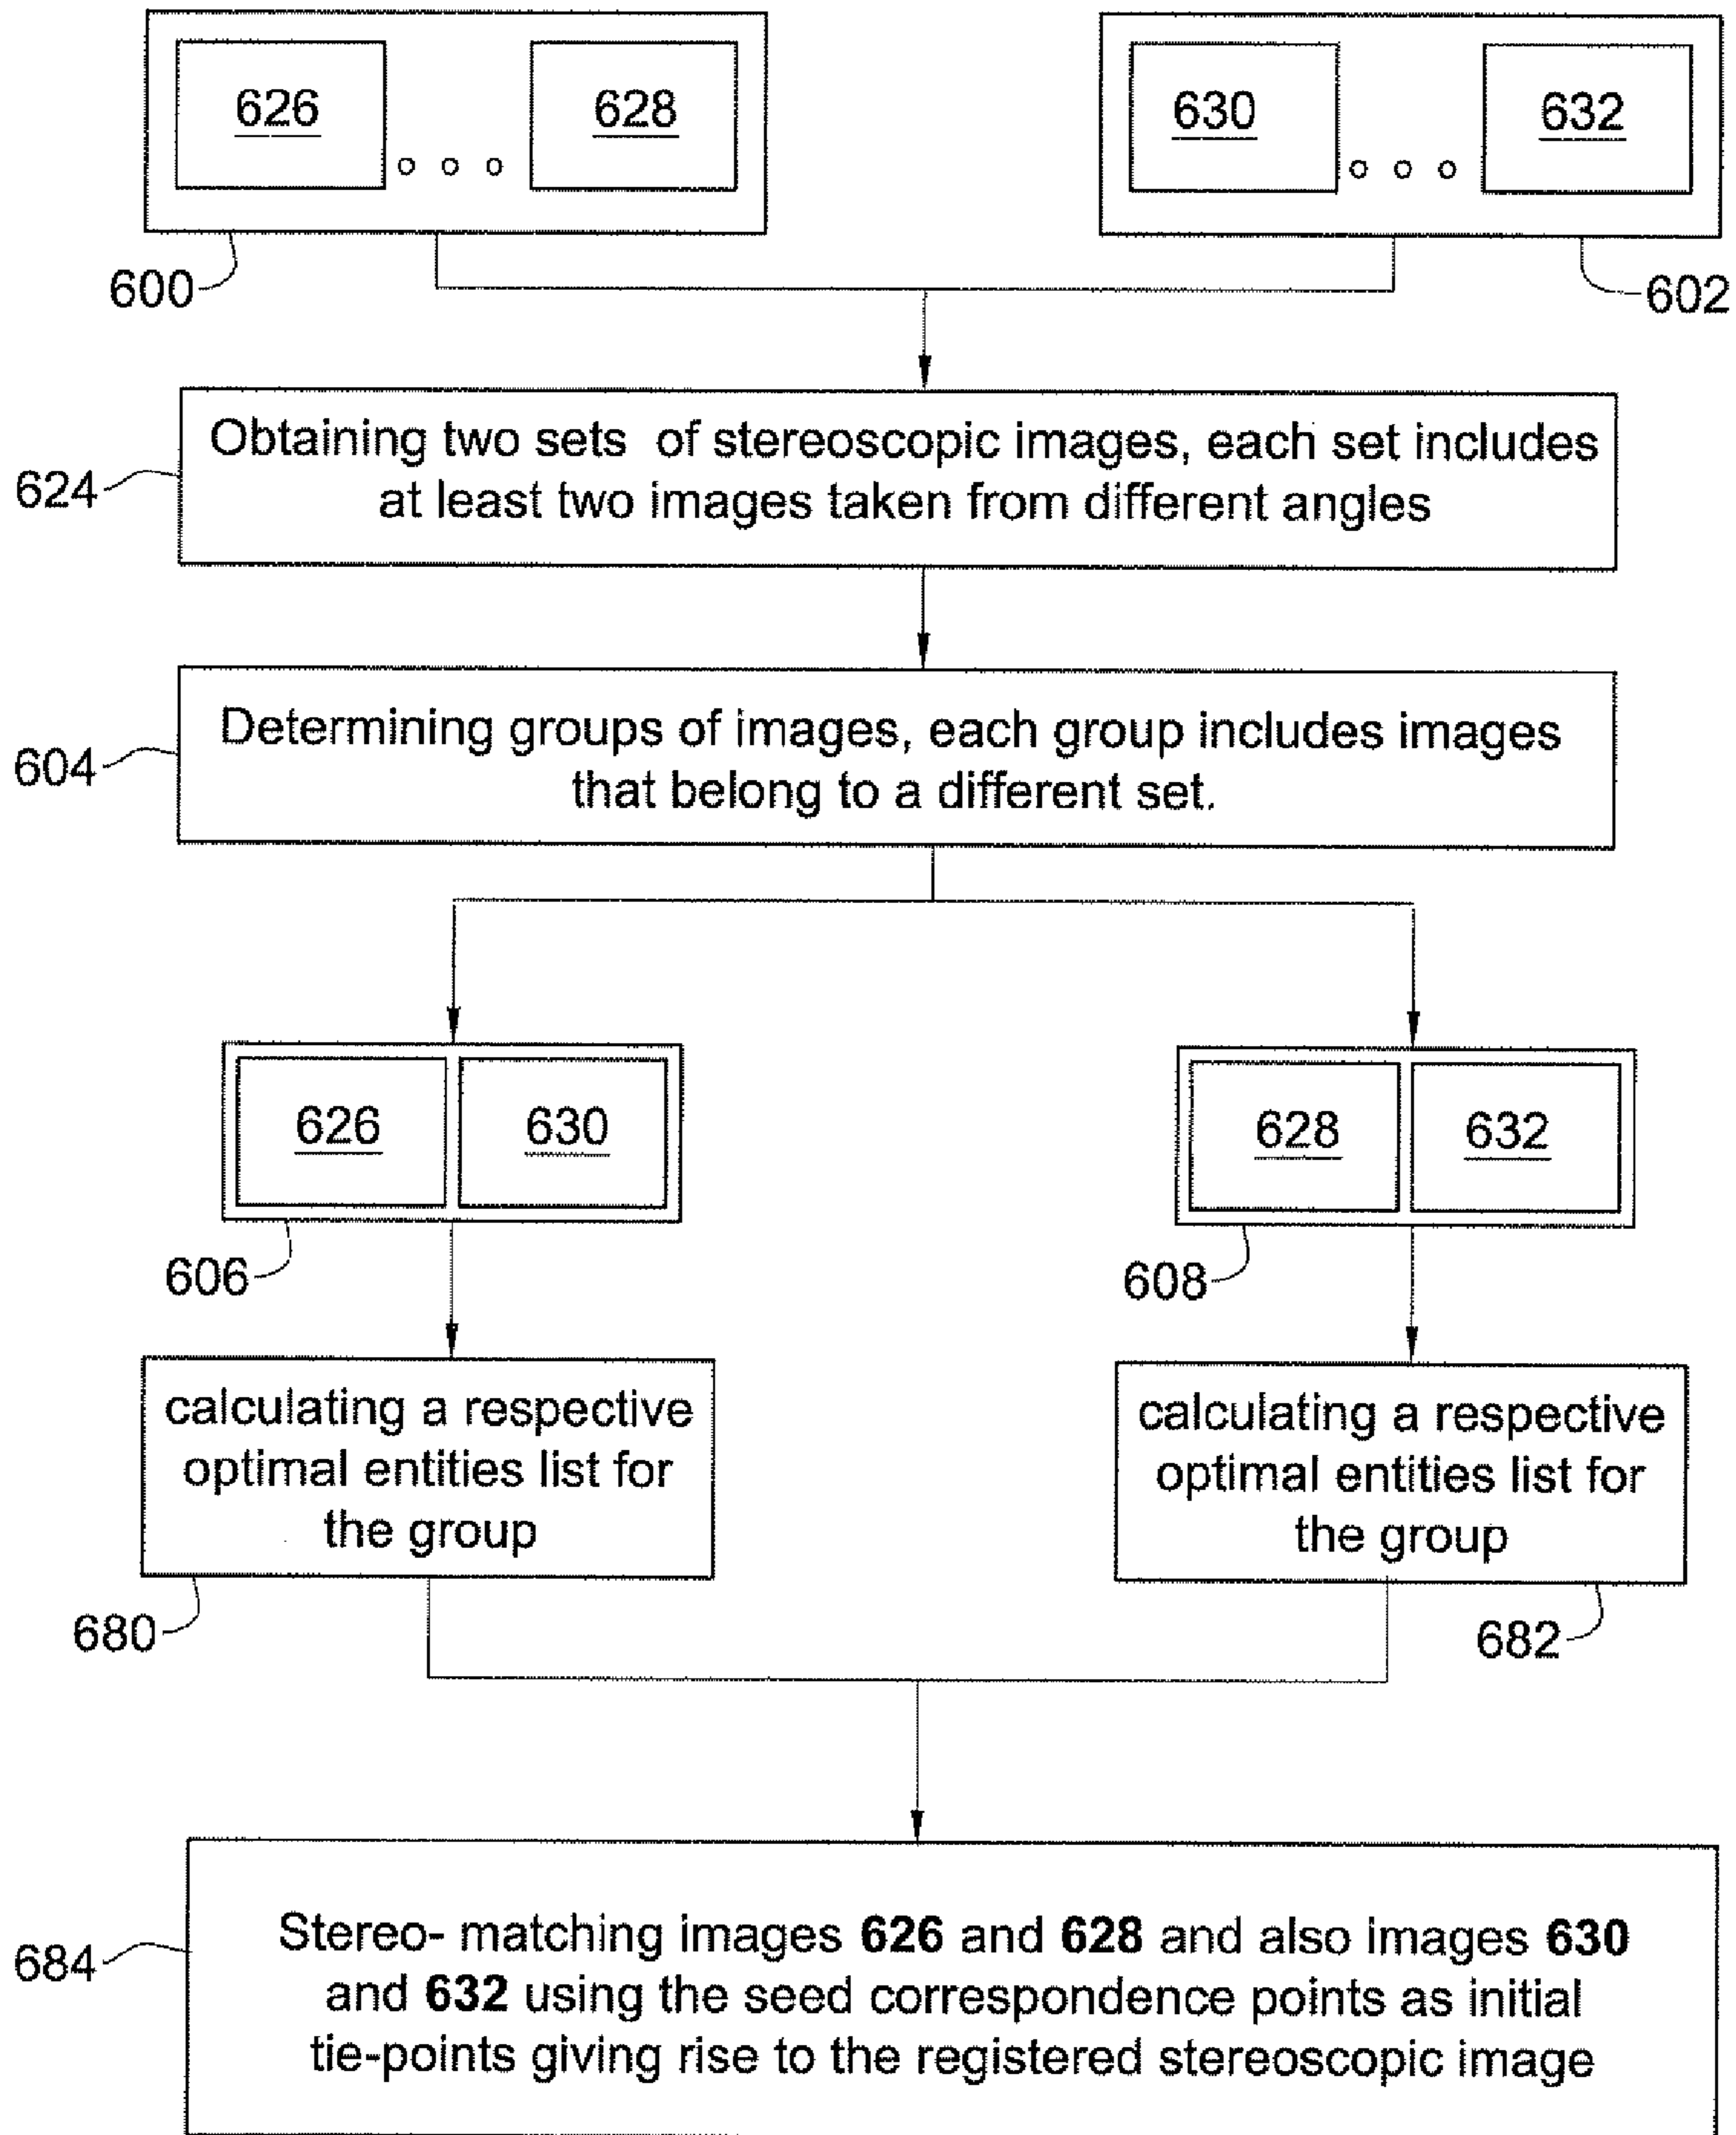 626
628
630
632
600
602
624
Obtaining two sets of stereoscopic images, each set includes
at least two images taken from different angles
604
Determining groups of images, each group includes images
that belong to a different set.
626
630
628
632
606
608
calculating a respective
optimal entities list for
the group
calculating a respective
optimal entities list for
the group
680
682
684
Stereo- matching images 626 and 628 and also images 630
and 632 using the seed correspondence points as initial
tie-points giving rise to the registered stereoscopic image